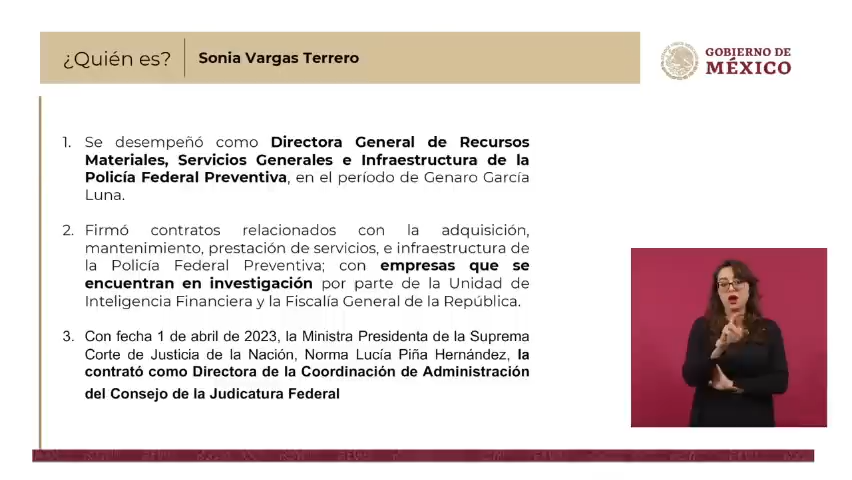 ¿Quién es?
Sonia Vargas Terrero
GOBIERNO DE
MÉXICO
1. Se desempeñó como Directora General de Recursos
Materiales, Servicios Generales e Infraestructura de la
Policía Federal Preventiva, en el período de Genaro García
Luna.
2. Firmó contratos relacionados con la adquisición,
mantenimiento, prestación de servicios, e infraestructura de
la Policía Federal Preventiva; con empresas que se
encuentran en investigación por parte de la Unidad de
Inteligencia Financiera y la Fiscalía General de la República.
3. Con fecha 1 de abril de 2023, la Ministra Presidenta de la Suprema
Corte de Justicia de la Nación, Norma Lucía Piña Hernández, la
contrató como Directora de la Coordinación de Administración
del Consejo de la Judicatura Federal